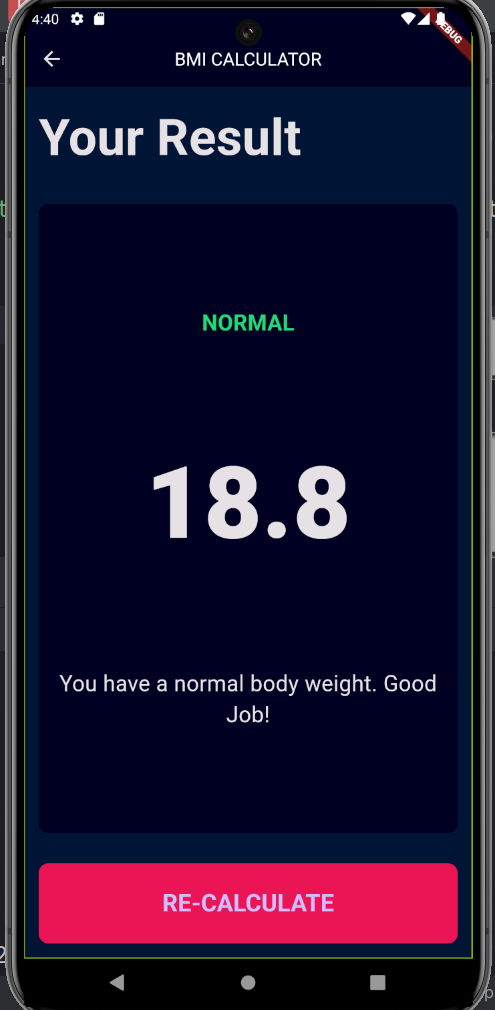 4:40
DEBUG
BMI CALCULATOR
Your Result
NORMAL
18.8
You have a normal body weight. Good
Job!
RE-CALCULATE